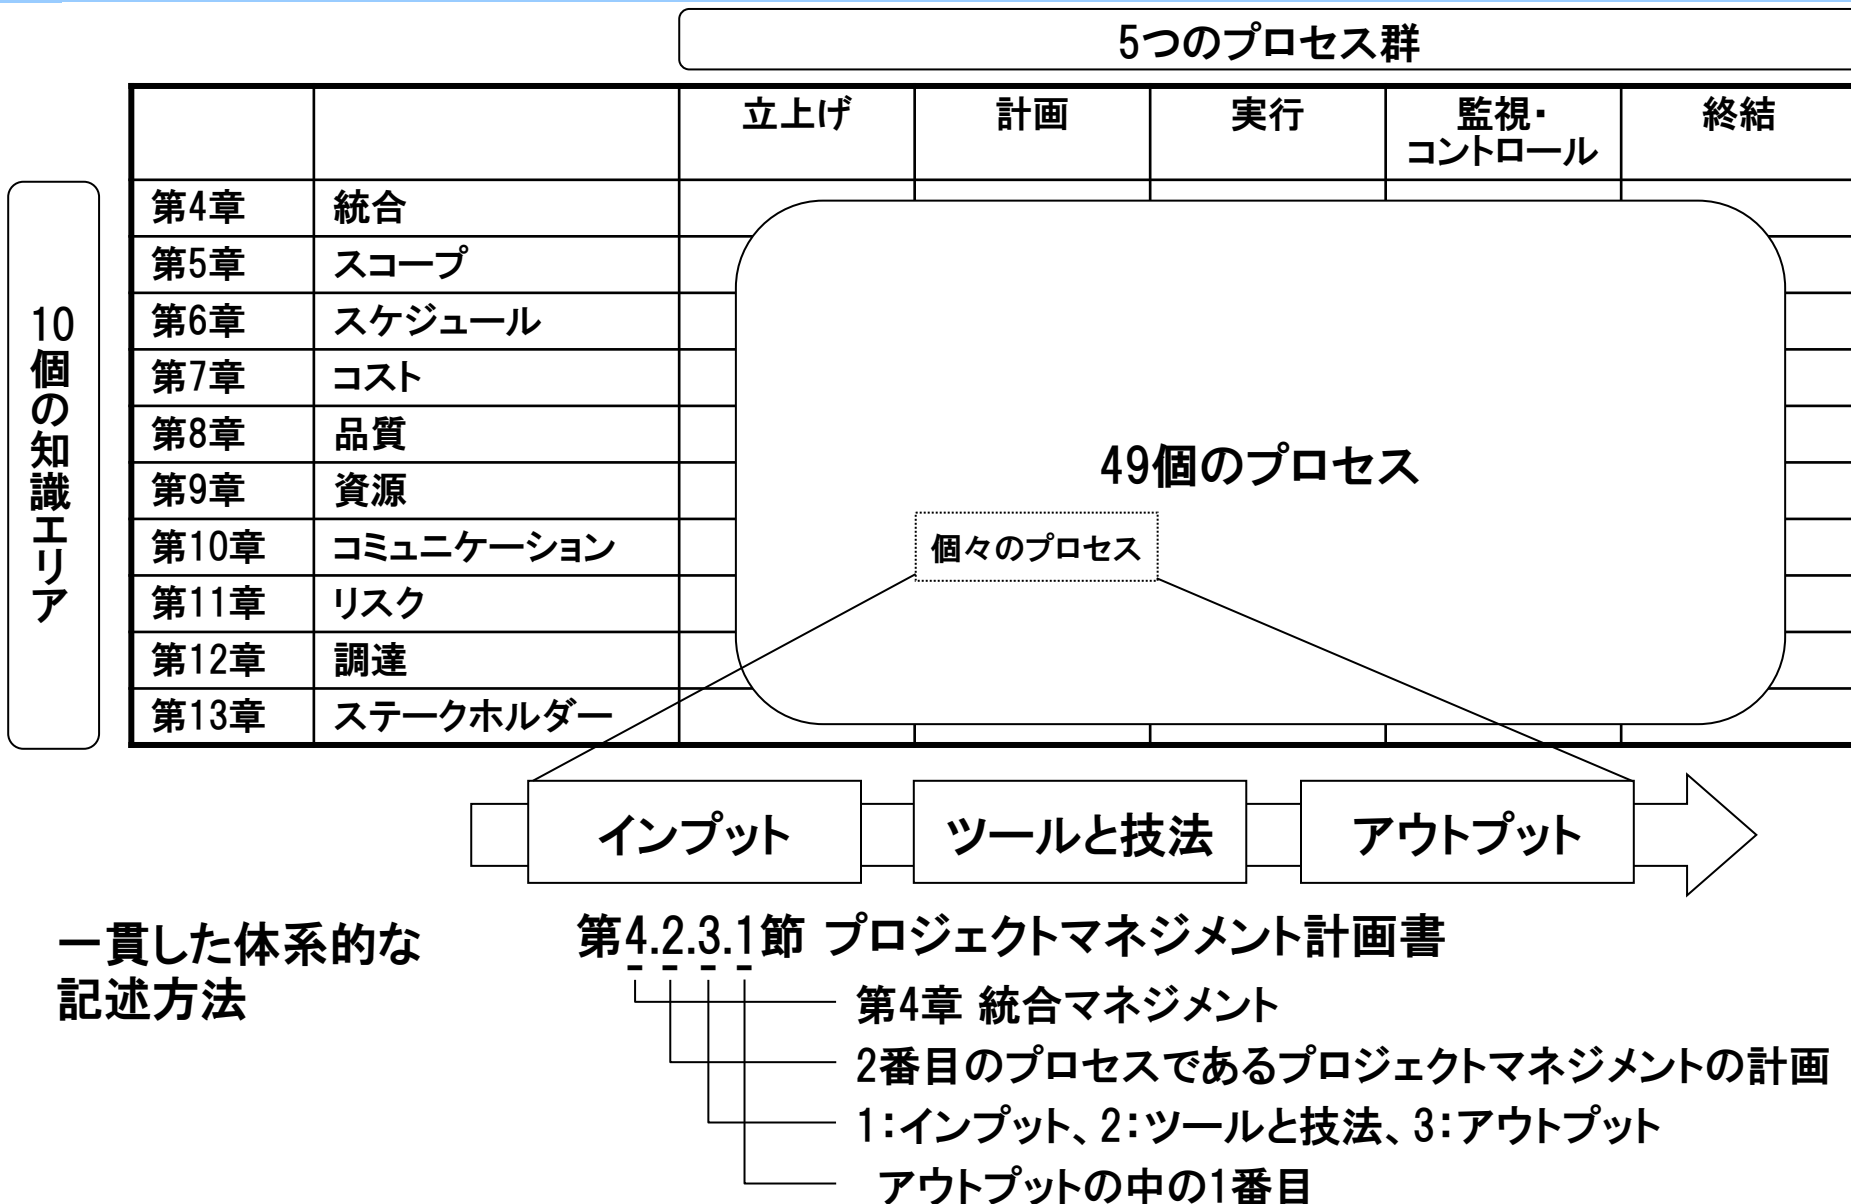 5つのプロセス群
立上げ 計画 実行 監視・ 終結
コントロール
10個の知識エリア
第4章 統合
第5章 スコープ
第6章 スケジュール
第7章 コスト
第8章 品質
第9章 資源
第10章 コミュニケーション
第11章 リスク
第12章 調達
第13章 ステークホルダー
49個のプロセス
個々のプロセス
インプット ツールと技法 アウトプット
一貫した体系的な
記述方法
第4.2.3.1節 プロジェクトマネジメント計画書
第4章 統合マネジメント
2番目のプロセスであるプロジェクトマネジメントの計画
1:インプット、2:ツールと技法、3:アウトプット
アウトプットの中の1番目